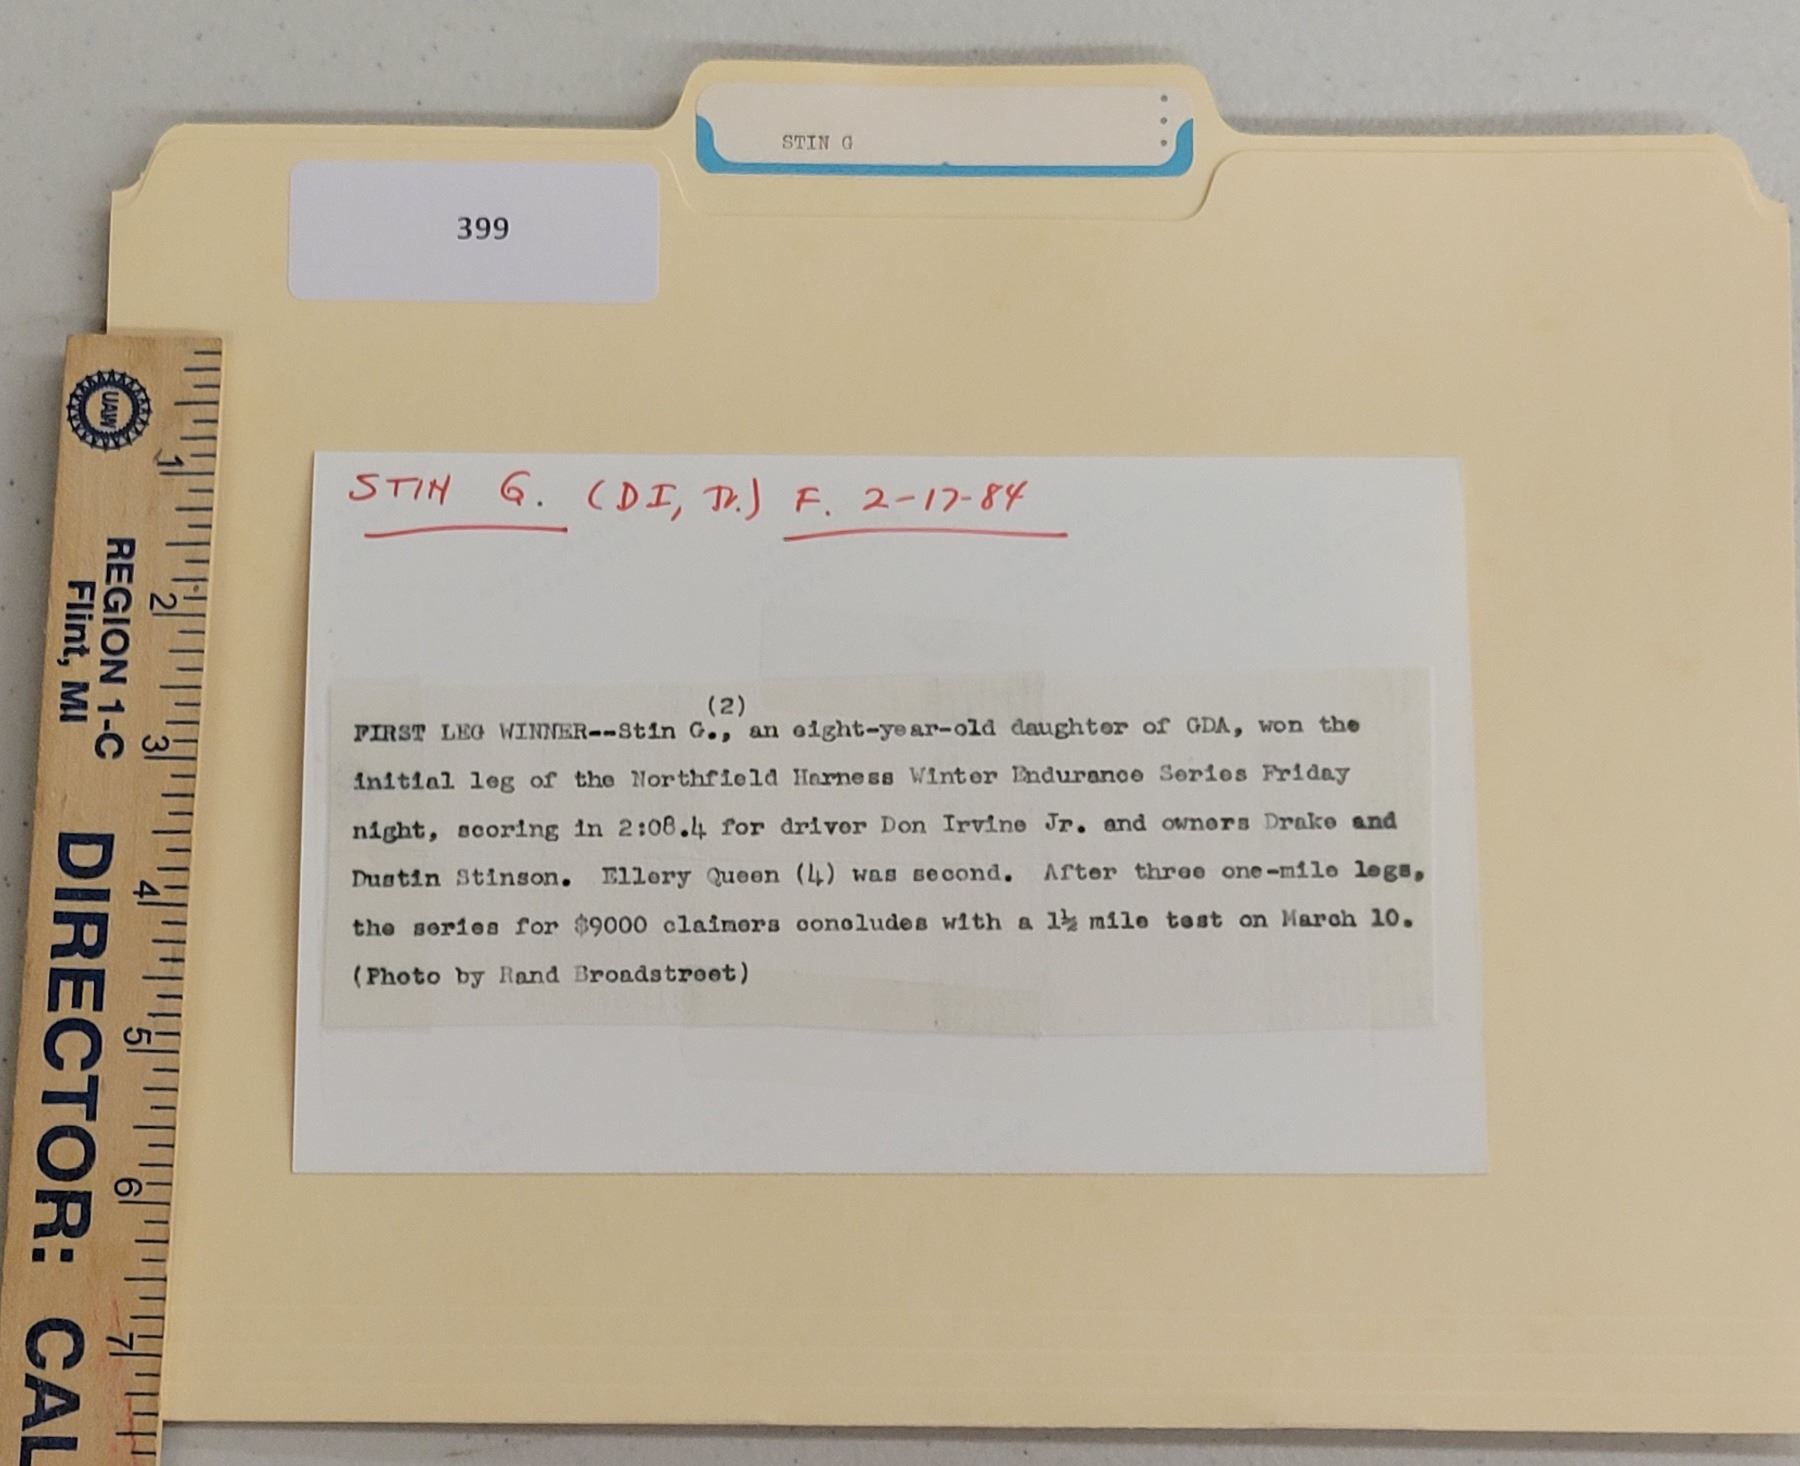 STIN G
399
STIN G. (DI, Jr.) F. 2-17-84
(2)
FIRST LEG WINNER--Stin G., an eight-year-old daughter of GDA, won the
initial leg of the Northfield Harness Winter Endurance Series Friday
night, scoring in 2:08.4 for driver Don Irvine Jr. and owners Drake and
Dustin Stinson. Ellery Queen (4) was second. After three one-mile legs,
the series for $9000 claimers concludes with a 1½ mile test on March 10.
(Photo by Rand Broadstreet)
UAW
REGION 1-C
Flint, MI
DIRECTOR: CAL
1
2
3
4
5
6
7